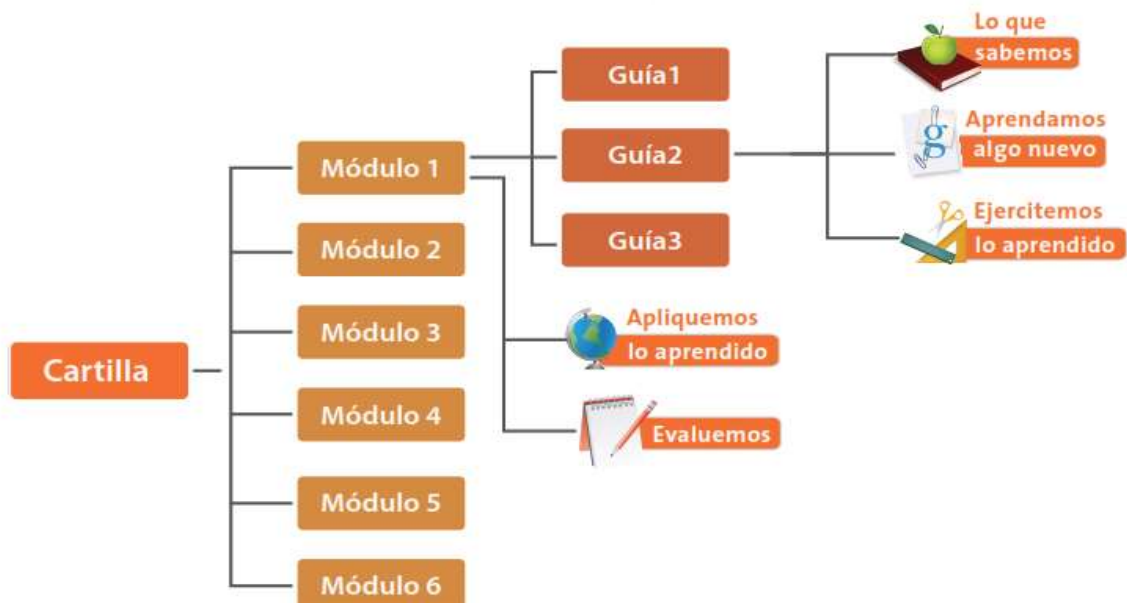 Cartilla
Módulo 1
Módulo 2
Módulo 3
Módulo 4
Módulo 5
Módulo 6
Guía1
Guía2
Guía3
Apliquemos
lo aprendido
Evaluemos
Lo que
sabemos
Aprendamos
algo nuevo
Ejercitemos
lo aprendido
g